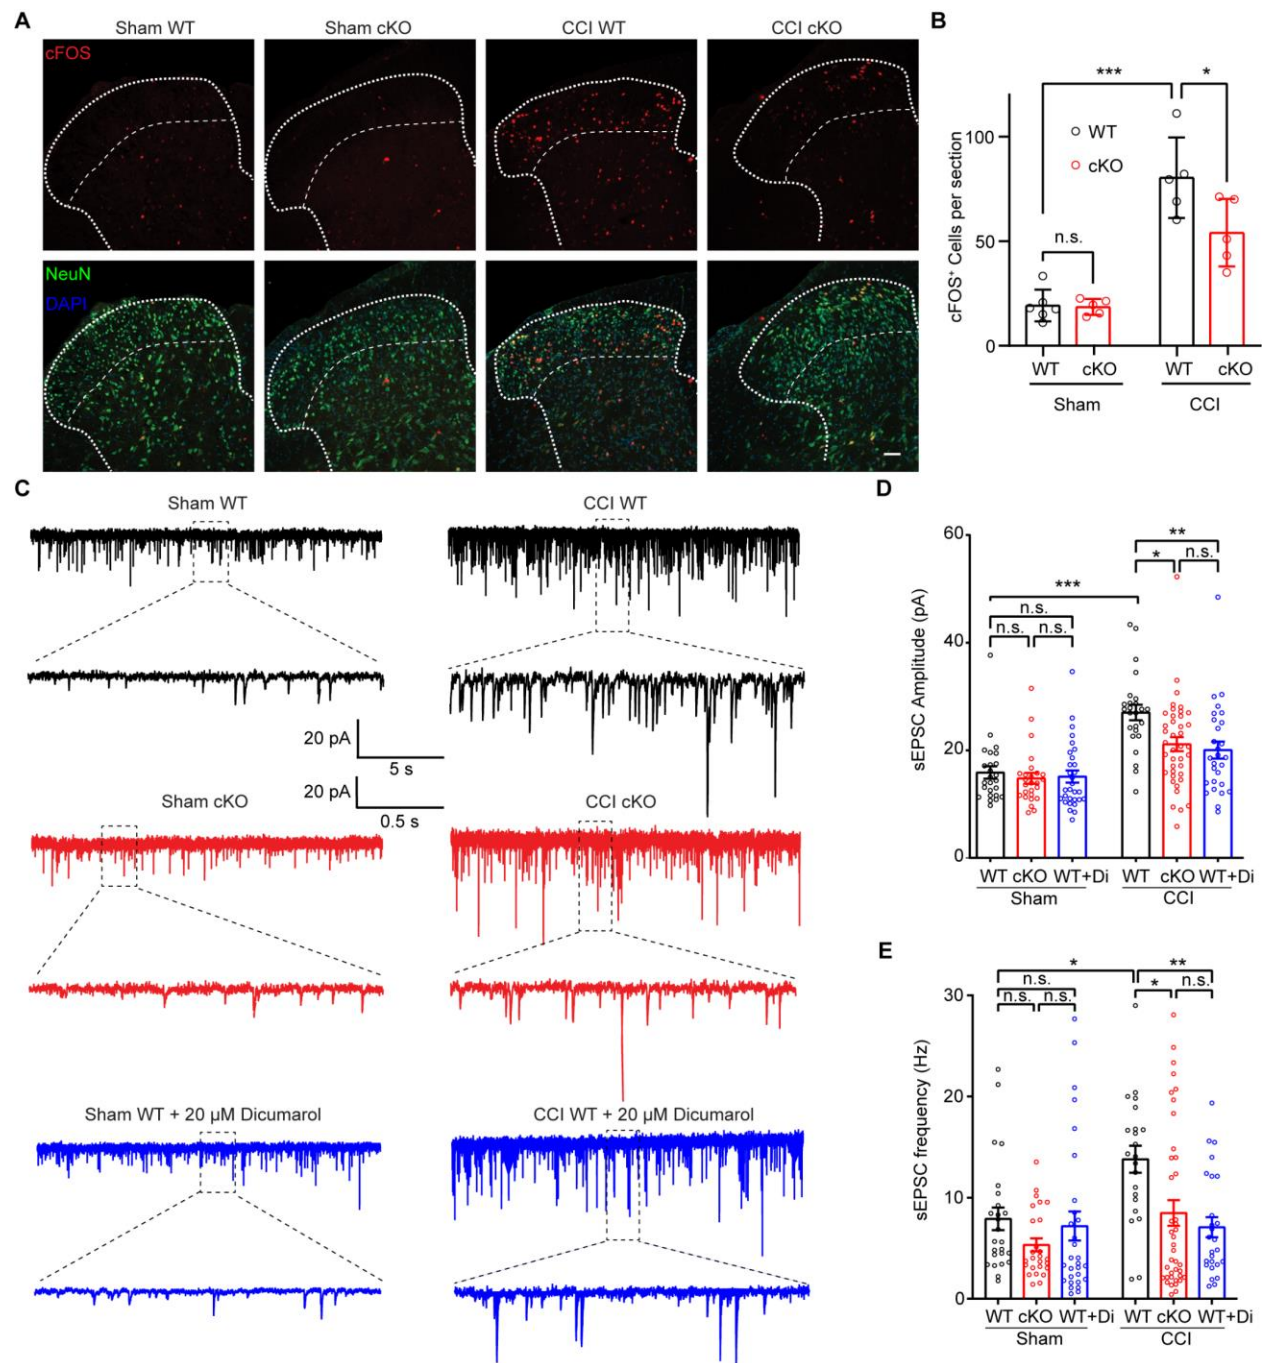 A
Sham WT
Sham cKO
CCI WT
CCI cKO
cFOS
NeuN
DAPI
B
***
*
n.s.
WT
cKO
cFOS+ Cells per section
100
50
0
WT cKO WT cKO
Sham CCI
C
Sham WT
CCI WT
20 pA
5 s
20 pA
0.5 s
Sham cKO
CCI cKO
Sham WT + 20 µM Dicumarol
CCI WT + 20 µM Dicumarol
D
60
40
20
0
sEPSC Amplitude (pA)
**
* n.s.
***
n.s.
n.s. n.s.
WT cKO WT+Di WT cKO WT+Di
Sham CCI
E
30
20
10
0
sEPSC frequency (Hz)
* **
n.s. * n.s.
n.s. n.s.
WT cKO WT+Di WT cKO WT+Di
Sham CCI